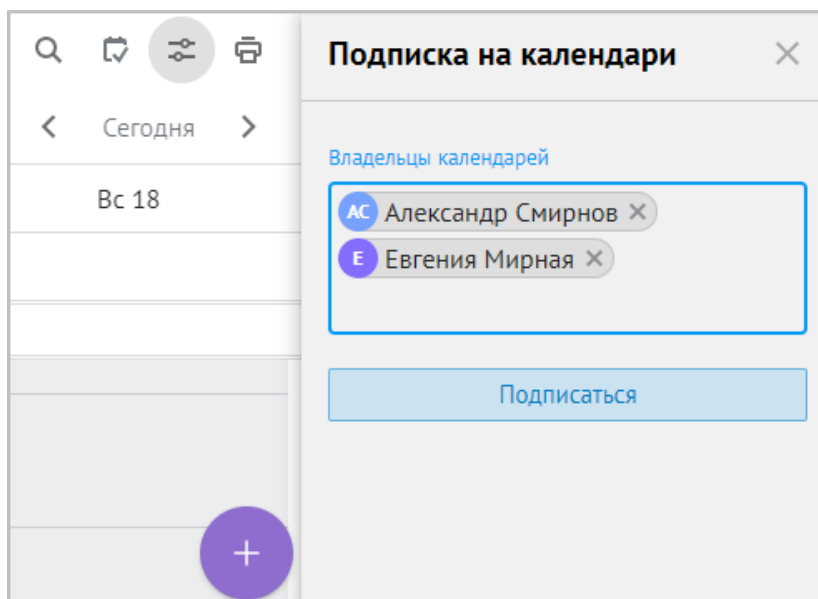 Подписка на календари
Сегодня
Вс 18
Владельцы календарей
АС Александр Смирнов
Е Евгения Мирная
Подписаться